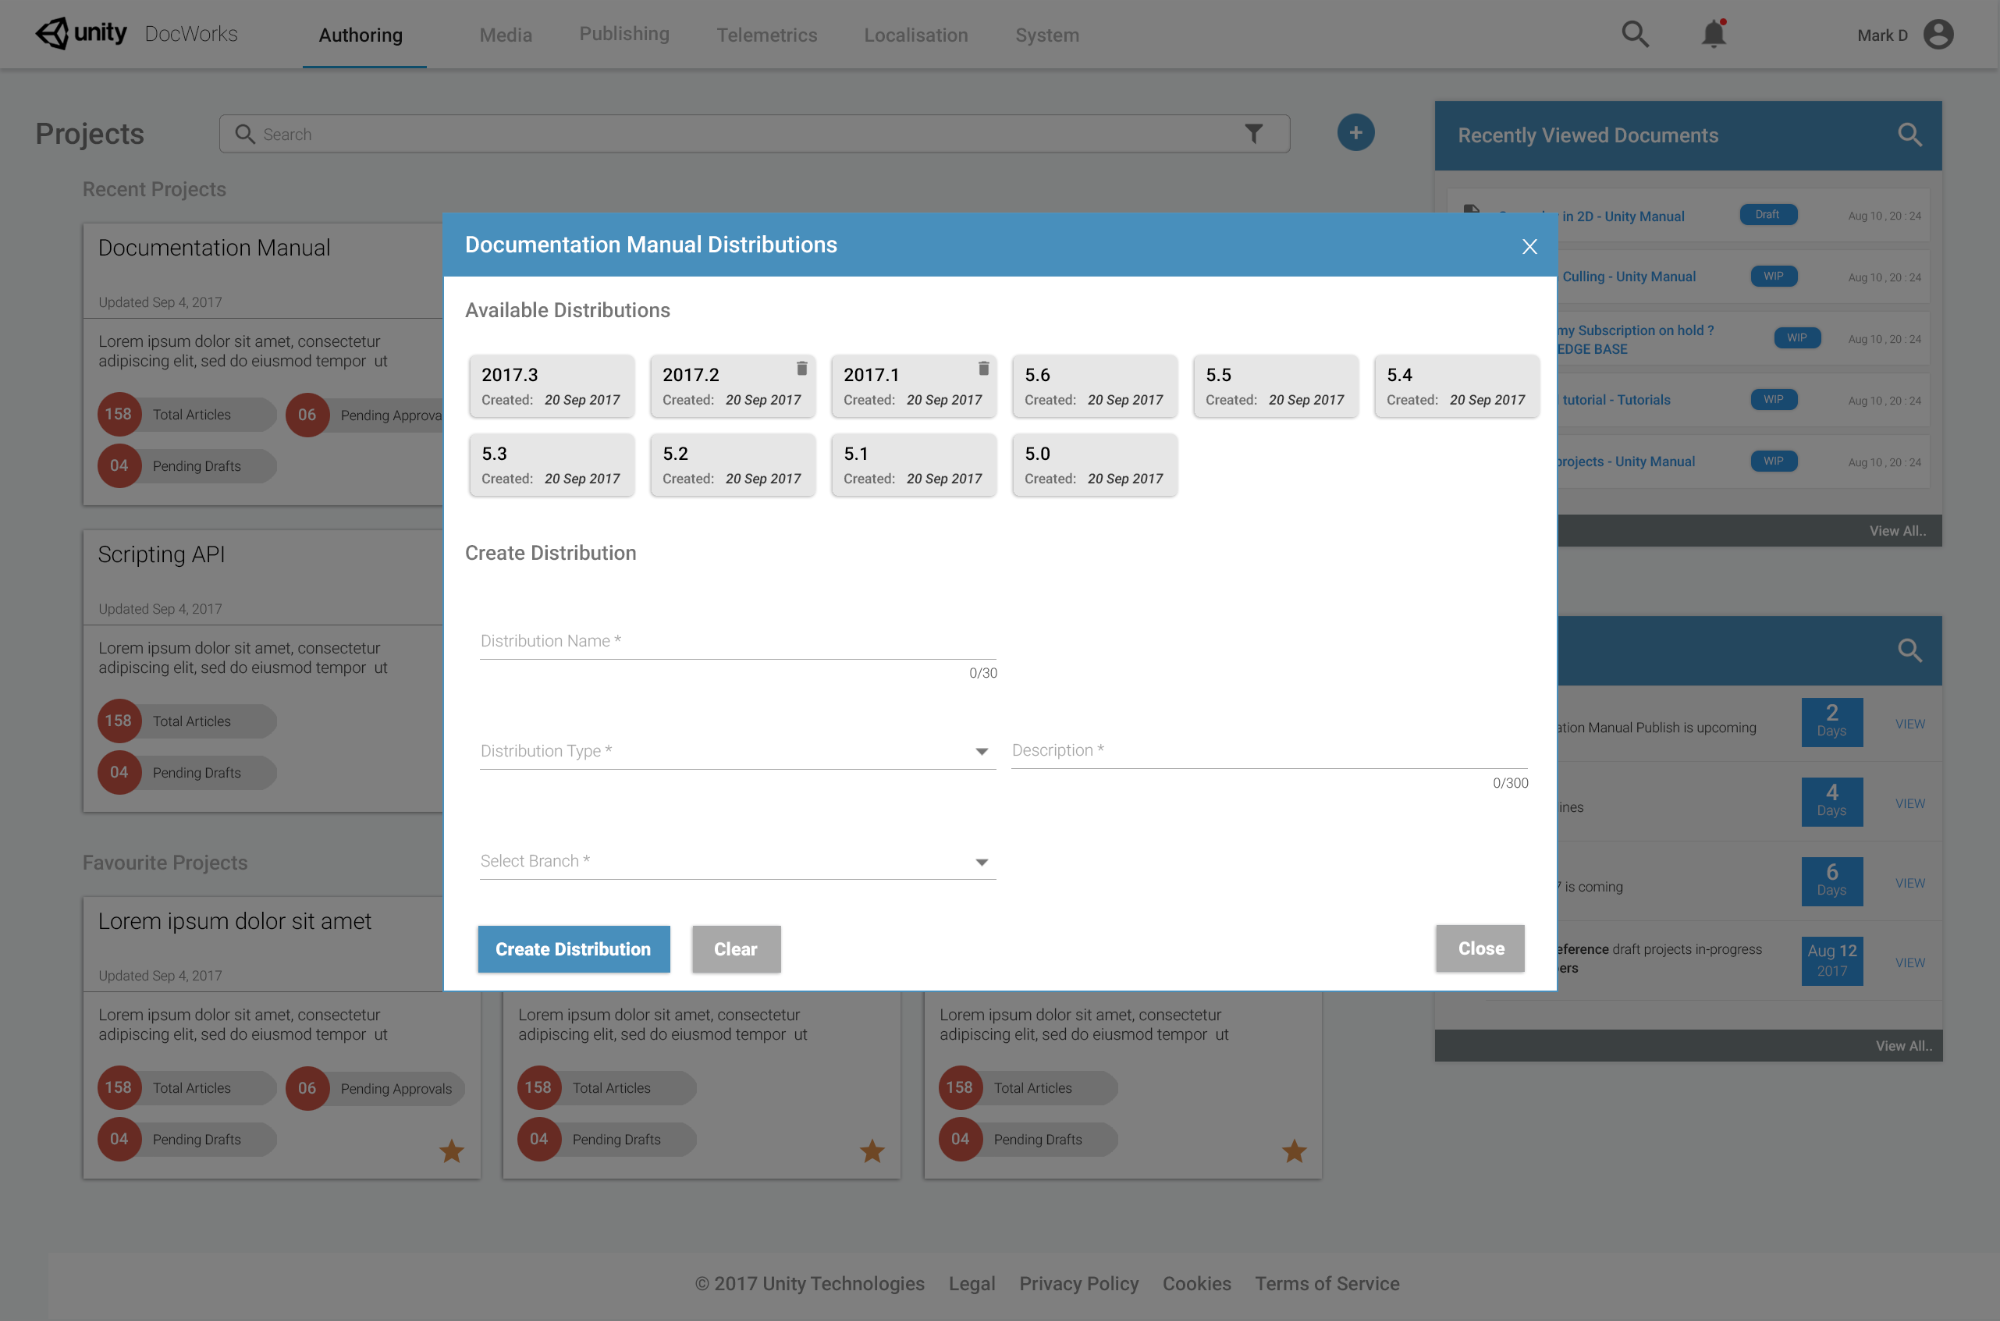 unity DocWorks Authoring Media Publishing Telemetrics Localisation System Mark D
Projects
Search
Recent Projects
Documentation Manual
Updated Sep 4, 2017
Lorem ipsum dolor sit amet, consectetur
adipiscing elit, sed do eiusmod tempor ut
158 Total Articles
06 Pending Approva
04 Pending Drafts
Scripting API
Updated Sep 4, 2017
Lorem ipsum dolor sit amet, consectetur
adipiscing elit, sed do eiusmod tempor ut
158 Total Articles
04 Pending Drafts
Documentation Manual Distributions
Available Distributions
2017.3
Created: 20 Sep 2017
2017.2
Created: 20 Sep 2017
2017.1
Created: 20 Sep 2017
5.6
Created: 20 Sep 2017
5.5
Created: 20 Sep 2017
5.4
Created: 20 Sep 2017
5.3
Created: 20 Sep 2017
5.2
Created: 20 Sep 2017
5.1
Created: 20 Sep 2017
5.0
Created: 20 Sep 2017
Create Distribution
Distribution Name *
0/30
Distribution Type *
Description *
0/300
Select Branch *
Create Distribution
Clear
Close
Recently Viewed Documents
in 2D - Unity Manual Draft Aug 10 , 20 : 24
Culling - Unity Manual WIP Aug 10 , 20 : 24
my Subscription on hold ?
EDGE BASE
WIP Aug 10 , 20 : 24
tutorial - Tutorials WIP Aug 10 , 20 : 24
projects - Unity Manual WIP Aug 10 , 20 : 24
View All..
ation Manual Publish is upcoming
2
Days
VIEW
ines
4
Days
VIEW
7 is coming
6
Days
VIEW
eference draft projects in-progress
ers
Aug 12
2017
VIEW
View All..
Favourite Projects
Lorem ipsum dolor sit amet
Updated Sep 4, 2017
Lorem ipsum dolor sit amet, consectetur
adipiscing elit, sed do eiusmod tempor ut
158 Total Articles
06 Pending Approvals
04 Pending Drafts
Lorem ipsum dolor sit amet, consectetur
adipiscing elit, sed do eiusmod tempor ut
158 Total Articles
04 Pending Drafts
Lorem ipsum dolor sit amet, consectetur
adipiscing elit, sed do eiusmod tempor ut
158 Total Articles
04 Pending Drafts
© 2017 Unity Technologies Legal Privacy Policy Cookies Terms of Service